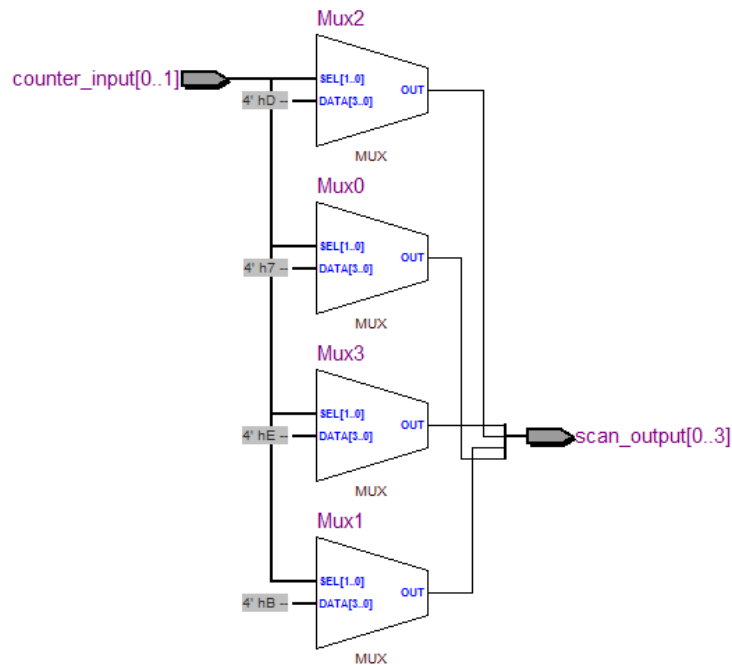 Mux2
counter_input[0..1]
SEL[1..0]
OUT
4' hD --
DATA[3..0]
MUX
Mux0
SEL[1..0]
OUT
4' h7 --
DATA[3..0]
MUX
Mux3
SEL[1..0]
OUT
4' hE --
DATA[3..0]
scan_output[0..3]
MUX
Mux1
SEL[1..0]
OUT
4' hB --
DATA[3..0]
MUX